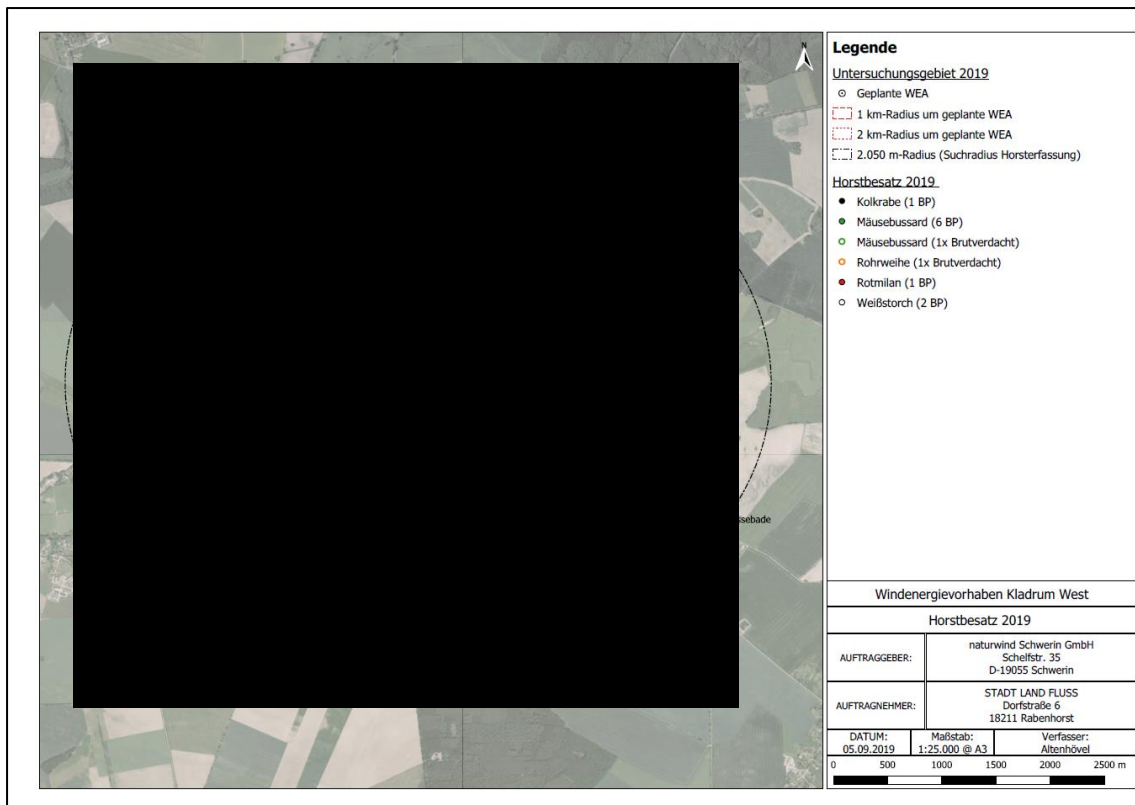 N
Legende
Untersuchungsgebiet 2019
Geplante WEA
1 km-Radius um geplante WEA
2 km-Radius um geplante WEA
2.050 m-Radius (Suchradius Horsterfassung)
Horstbesatz 2019
Kolkrabe (1 BP)
Mäusebussard (6 BP)
Mäusebussard (1x Brutverdacht)
Rohrweihe (1x Brutverdacht)
Rotmilan (1 BP)
Weißstorch (2 BP)
ssebade
Windenergievorhaben Kladrum West
Horstbesatz 2019
AUFTRAGGEBER:
naturwind Schwerin GmbH
Schelfstr. 35
D-19055 Schwerin
AUFTRAGNEHMER:
STADT LAND FLUSS
Dorfstraße 6
18211 Rabenhorst
DATUM:
05.09.2019
Maßstab:
1:25.000 @ A3
Verfasser:
Altenhövel
0 500 1000 1500 2000 2500 m